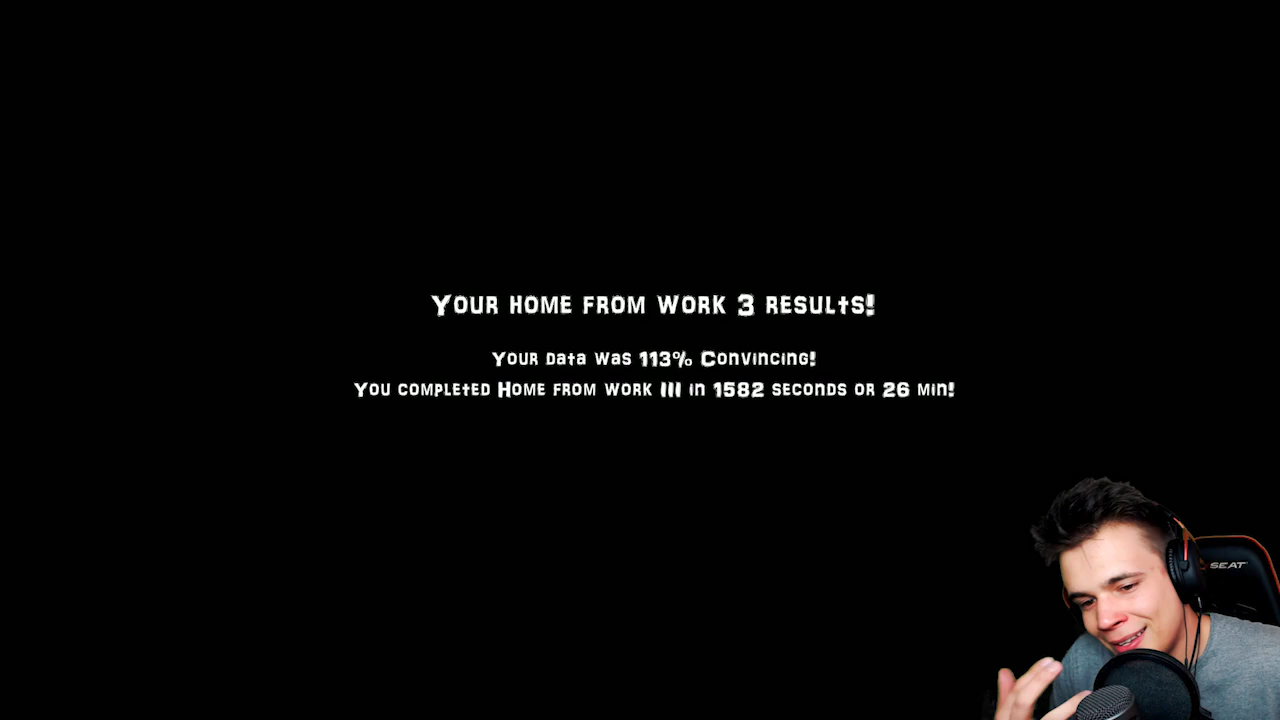 Your home from work 3 results!
Your data was 113% Convincing!
You completed Home from work III in 1582 seconds or 26 min!
SEAT